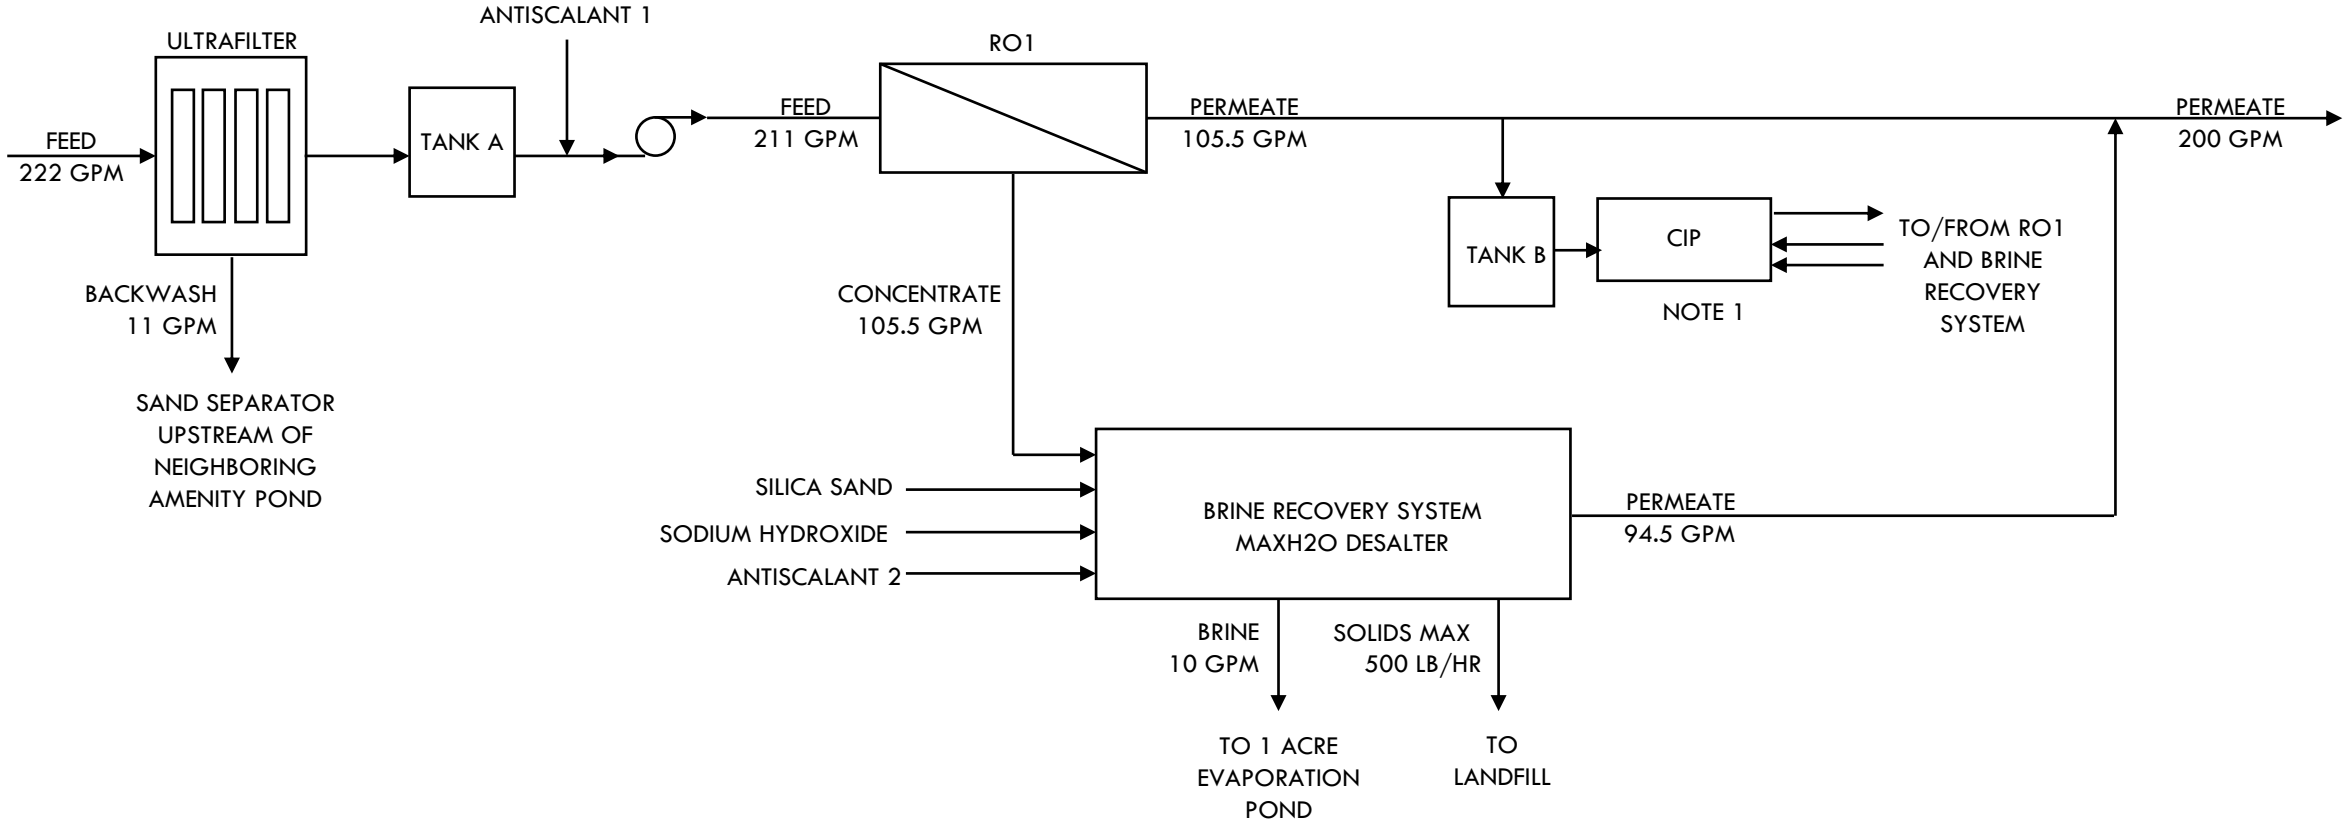 ANTISCALANT 1
ULTRAFILTER
RO1
FEED
222 GPM
TANK A
FEED
211 GPM
PERMEATE
105.5 GPM
PERMEATE
200 GPM
BACKWASH
11 GPM
SAND SEPARATOR
UPSTREAM OF
NEIGHBORING
AMENITY POND
CONCENTRATE
105.5 GPM
TANK B
CIP
NOTE 1
TO/FROM RO1
AND BRINE
RECOVERY
SYSTEM
SILICA SAND
SODIUM HYDROXIDE
ANTISCALANT 2
BRINE RECOVERY SYSTEM
MAXH2O DESALTER
PERMEATE
94.5 GPM
BRINE
10 GPM
SOLIDS MAX
500 LB/HR
TO 1 ACRE
EVAPORATION
POND
TO
LANDFILL